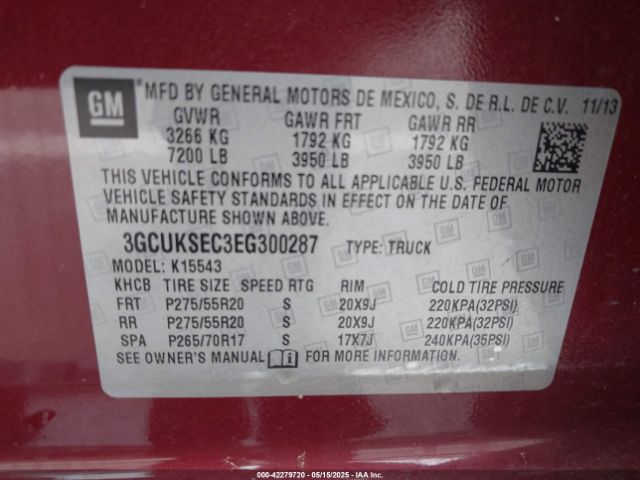 GM
*MFD BY GENERAL MOTORS DE MEXICO, S. DE R.L. DE C.V. 11/13
GVWR GAWR FRT GAWR RR
3266 KG 1792 KG 1792 KG
7200 LB 3950 LB 3950 LB
THIS VEHICLE CONFORMS TO ALL APPLICABLE U.S. FEDERAL MOTOR
VEHICLE SAFETY STANDARDS IN EFFECT ON THE DATE OF
MANUFACTURE SHOWN ABOVE.
3GCUKSEC3EG300287 TYPE: TRUCK
MODEL: K15543
KHCB TIRE SIZE SPEED RTG RIM COLD TIRE PRESSURE
FRT P275/55R20 S 20X9J 220KPA(32PSI)
RR P275/55R20 S 20X9J 220KPA(32PSI)
SPA P265/70R17 S 17X7J 240KPA(35PSI)
SEE OWNER'S MANUAL FOR MORE INFORMATION.
000-42279720 - 05/15/2025 - IAAI.CA